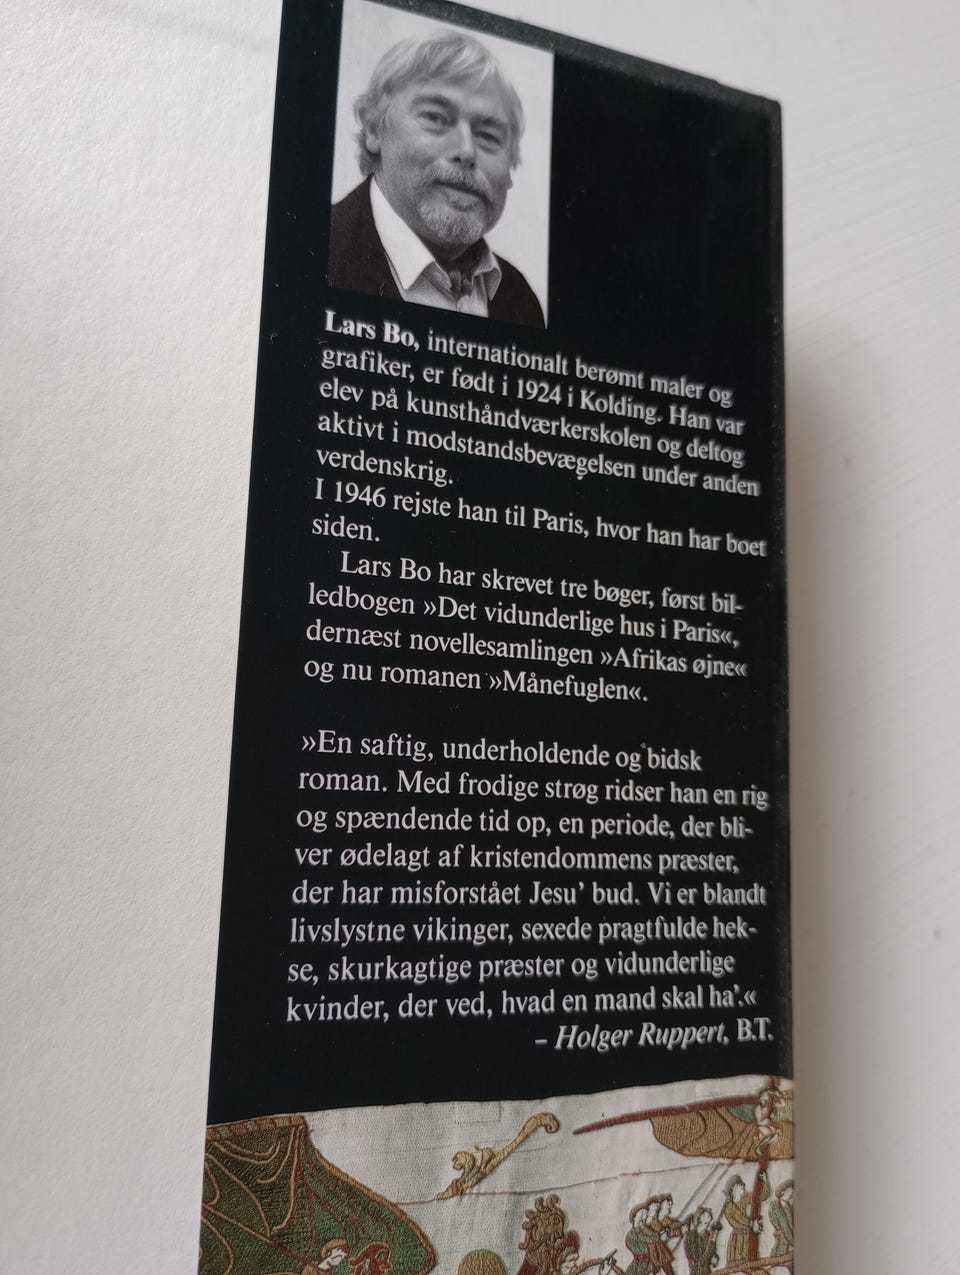 Lars Bo, internationalt berømt maler og
grafiker, er født i 1924 i Kolding. Han var
elev på kunsthåndværkerskolen og deltog
aktivt i modstandsbevægelsen under anden
verdenskrig.
I 1946 rejste han til Paris, hvor han har boet
siden.
Lars Bo har skrevet tre bøger, først bil-
ledbogen »Det vidunderlige hus i Paris«,
dernæst novellesamlingen »Afrikas øjne«
og nu romanen »Månefuglen«.
»En saftig, underholdende og bidsk
roman. Med frodige strøg ridser han en rig
og spændende tid op, en periode, der bli-
ver ødelagt af kristendommens præster,
der har misforstået Jesu' bud. Vi er blandt
livslystne vikinger, sexede pragtfulde hek-
se, skurkagtige præster og vidunderlige
kvinder, der ved, hvad en mand skal ha'.«
– Holger Ruppert, B.T.